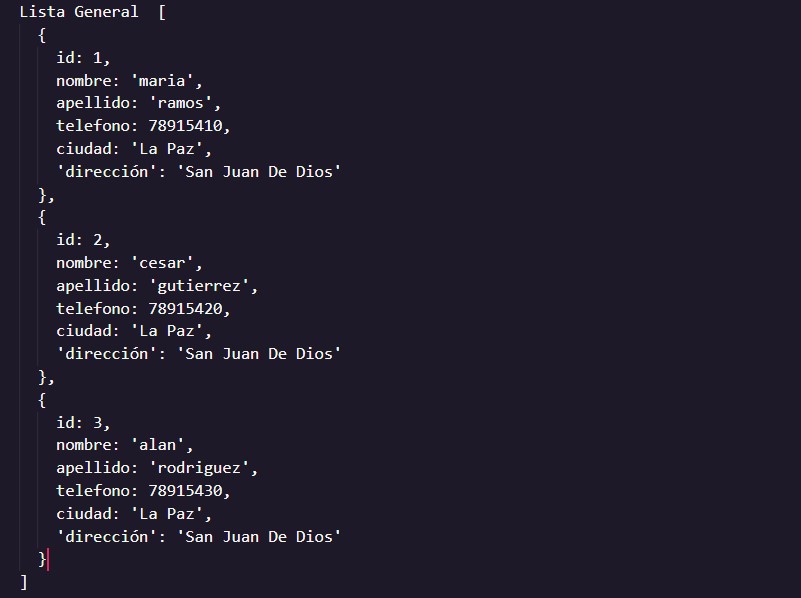 Lista General  [
  {
    id: 1,
    nombre: 'maria',
    apellido: 'ramos',
    telefono: 78915410,
    ciudad: 'La Paz',
    'dirección': 'San Juan De Dios'
  },
  {
    id: 2,
    nombre: 'cesar',
    apellido: 'gutierrez',
    telefono: 78915420,
    ciudad: 'La Paz',
    'dirección': 'San Juan De Dios'
  },
  {
    id: 3,
    nombre: 'alan',
    apellido: 'rodriguez',
    telefono: 78915430,
    ciudad: 'La Paz',
    'dirección': 'San Juan De Dios'
  }
]